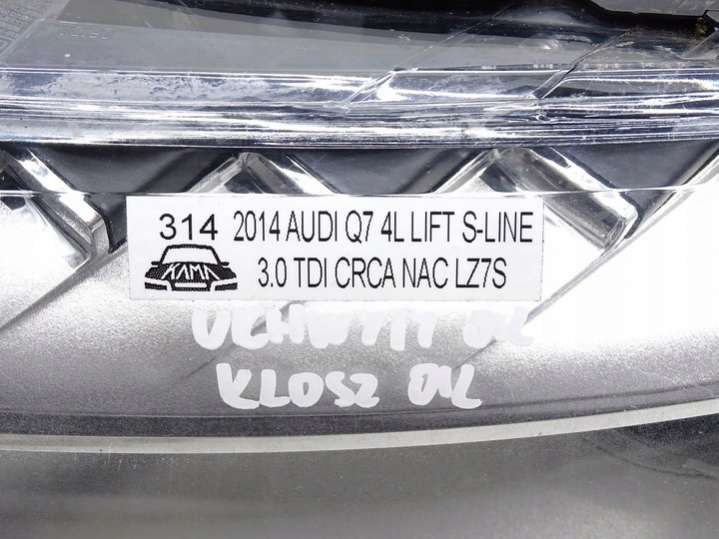 314 2014 AUDI Q7 4L LIFT S-LINE
KAMA 3.0 TDI CRCA NAC LZ7S
UCHWYTY OK
KLOSZ OK